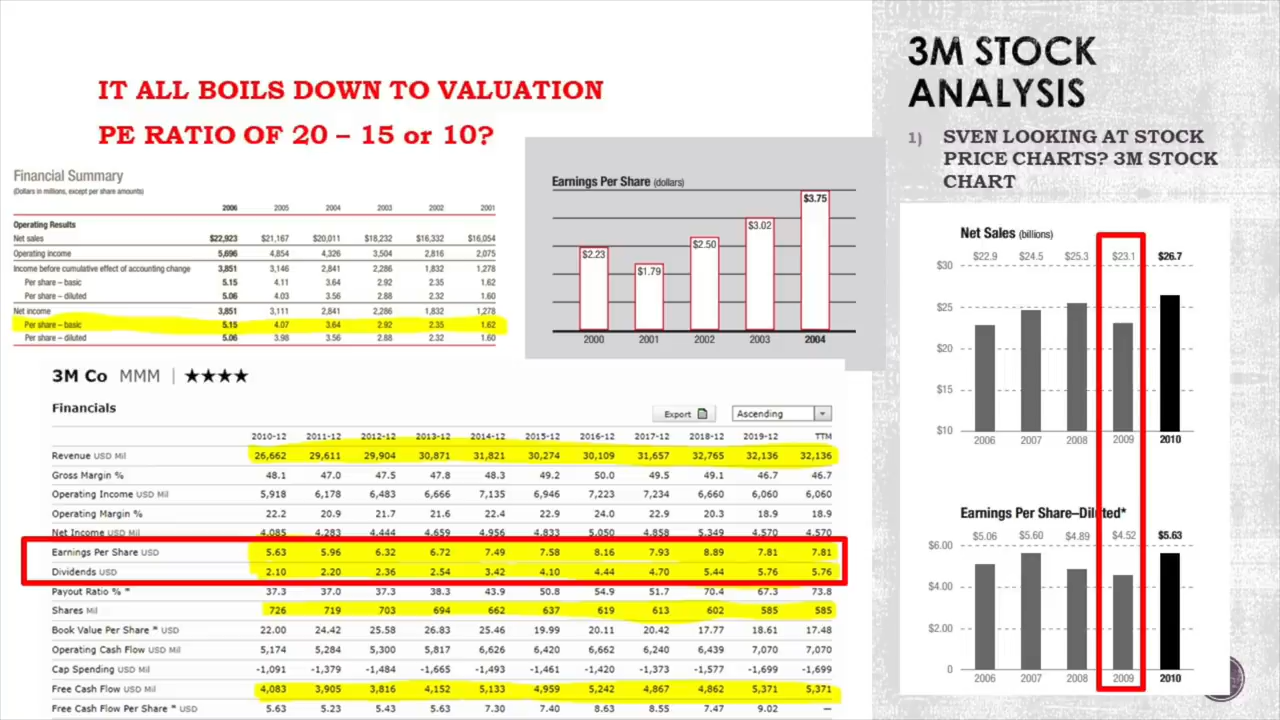 IT ALL BOILS DOWN TO VALUATION
PE RATIO OF 20 – 15 or 10?
Financial Summary
(Dollars in millions, except per share amounts)
2006 2005 2004 2003 2002 2001
Operating Results
Net sales $22,923 $21,167 $20,011 $18,232 $16,332 $16,054
Operating income 5,696 4,854 4,326 3,504 2,816 2,075
Income before cumulative effect of accounting change 3,851 3,146 2,841 2,286 1,832 1,278
Per share – basic 5.15 4.11 3.64 2.92 2.35 1.62
Per share – diluted 5.06 4.03 3.56 2.88 2.32 1.60
Net income 3,851 3,111 2,841 2,286 1,832 1,278
Per share – basic 5.15 4.07 3.64 2.92 2.35 1.62
Per share – diluted 5.06 3.98 3.56 2.88 2.32 1.60
Earnings Per Share (dollars)
$2.23 $1.79 $2.50 $3.02 $3.75
2000 2001 2002 2003 2004
3M Co MMM | ★★★★
Financials
Export Ascending
2010-12 2011-12 2012-12 2013-12 2014-12 2015-12 2016-12 2017-12 2018-12 2019-12 TTM
Revenue USD Mil 26,662 29,611 29,904 30,871 31,821 30,274 30,109 31,657 32,765 32,136 32,136
Gross Margin % 48.1 47.0 47.5 47.8 48.3 49.2 50.0 49.5 49.1 46.7 46.7
Operating Income USD Mil 5,918 6,178 6,483 6,666 7,135 6,946 7,223 7,234 6,660 6,060 6,060
Operating Margin % 22.2 20.9 21.7 21.6 22.4 22.9 24.0 22.9 20.3 18.9 18.9
Net Income USD Mil 4,085 4,283 4,444 4,659 4,956 4,833 5,050 4,858 5,349 4,570 4,570
Earnings Per Share USD 5.63 5.96 6.32 6.72 7.49 7.58 8.16 7.93 8.89 7.81 7.81
Dividends USD 2.10 2.20 2.36 2.54 3.42 4.10 4.44 4.70 5.44 5.76 5.76
Payout Ratio % * 37.3 37.0 37.3 38.3 43.9 50.8 54.9 51.7 70.4 67.3 73.8
Shares Mil 726 719 703 694 662 637 619 613 602 585 585
Book Value Per Share * USD 22.00 24.42 25.58 26.83 25.46 19.99 20.11 20.42 17.77 18.61 17.48
Operating Cash Flow USD Mil 5,174 5,284 5,300 5,817 6,626 6,420 6,662 6,240 6,439 7,070 7,070
Cap Spending USD Mil -1,091 -1,379 -1,484 -1,665 -1,493 -1,461 -1,420 -1,373 -1,577 -1,699 -1,699
Free Cash Flow USD Mil 4,083 3,905 3,816 4,152 5,133 4,959 5,242 4,867 4,862 5,371 5,371
Free Cash Flow Per Share * USD 5.63 5.23 5.43 5.63 7.30 7.40 8.63 8.55 7.47 9.02 –
3M STOCK
ANALYSIS
1) SVEN LOOKING AT STOCK
PRICE CHARTS? 3M STOCK
CHART
Net Sales (billions)
$22.9 $24.5 $25.3 $23.1 $26.7
$30
$25
$20
$15
$10
2006 2007 2008 2009 2010
Earnings Per Share–Diluted*
$5.06 $5.60 $4.89 $4.52 $5.63
$6.00
$4.00
$2.00
0
2006 2007 2008 2009 2010